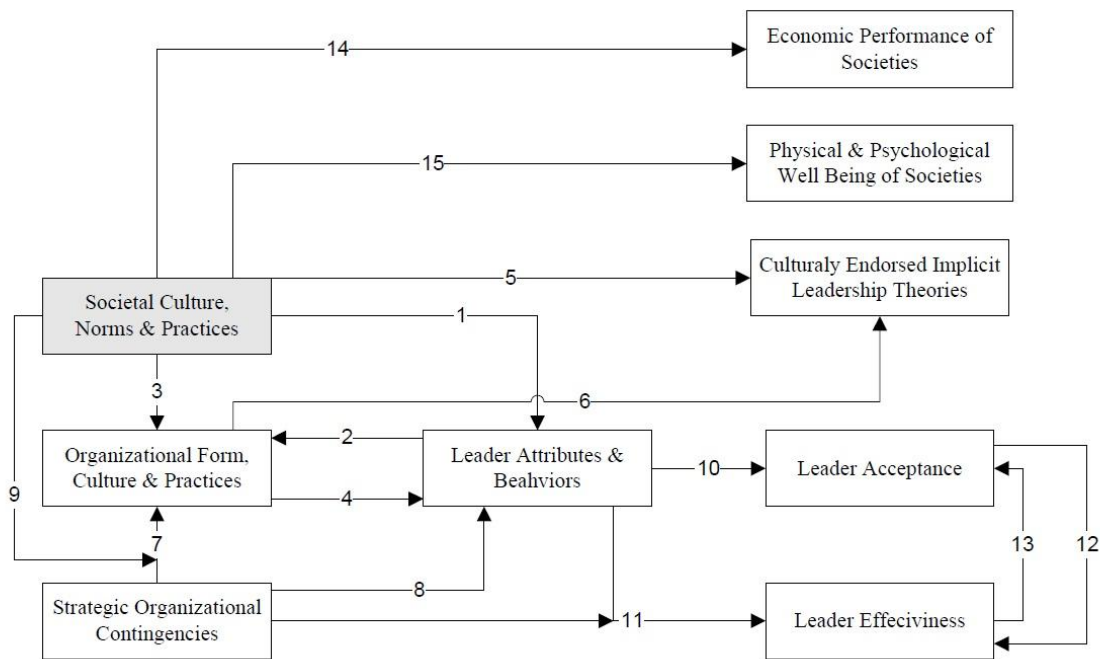 14
Economic Performance of
Societies
15
Physical & Psychological
Well Being of Societies
5
Culturaly Endorsed Implicit
Leadership Theories
Societal Culture,
Norms & Practices
1
3
6
Organizational Form,
Culture & Practices
2
4
Leader Attributes &
Beahviors
10
Leader Acceptance
9
7
13
12
8
Strategic Organizational
Contingencies
11
Leader Effeciviness